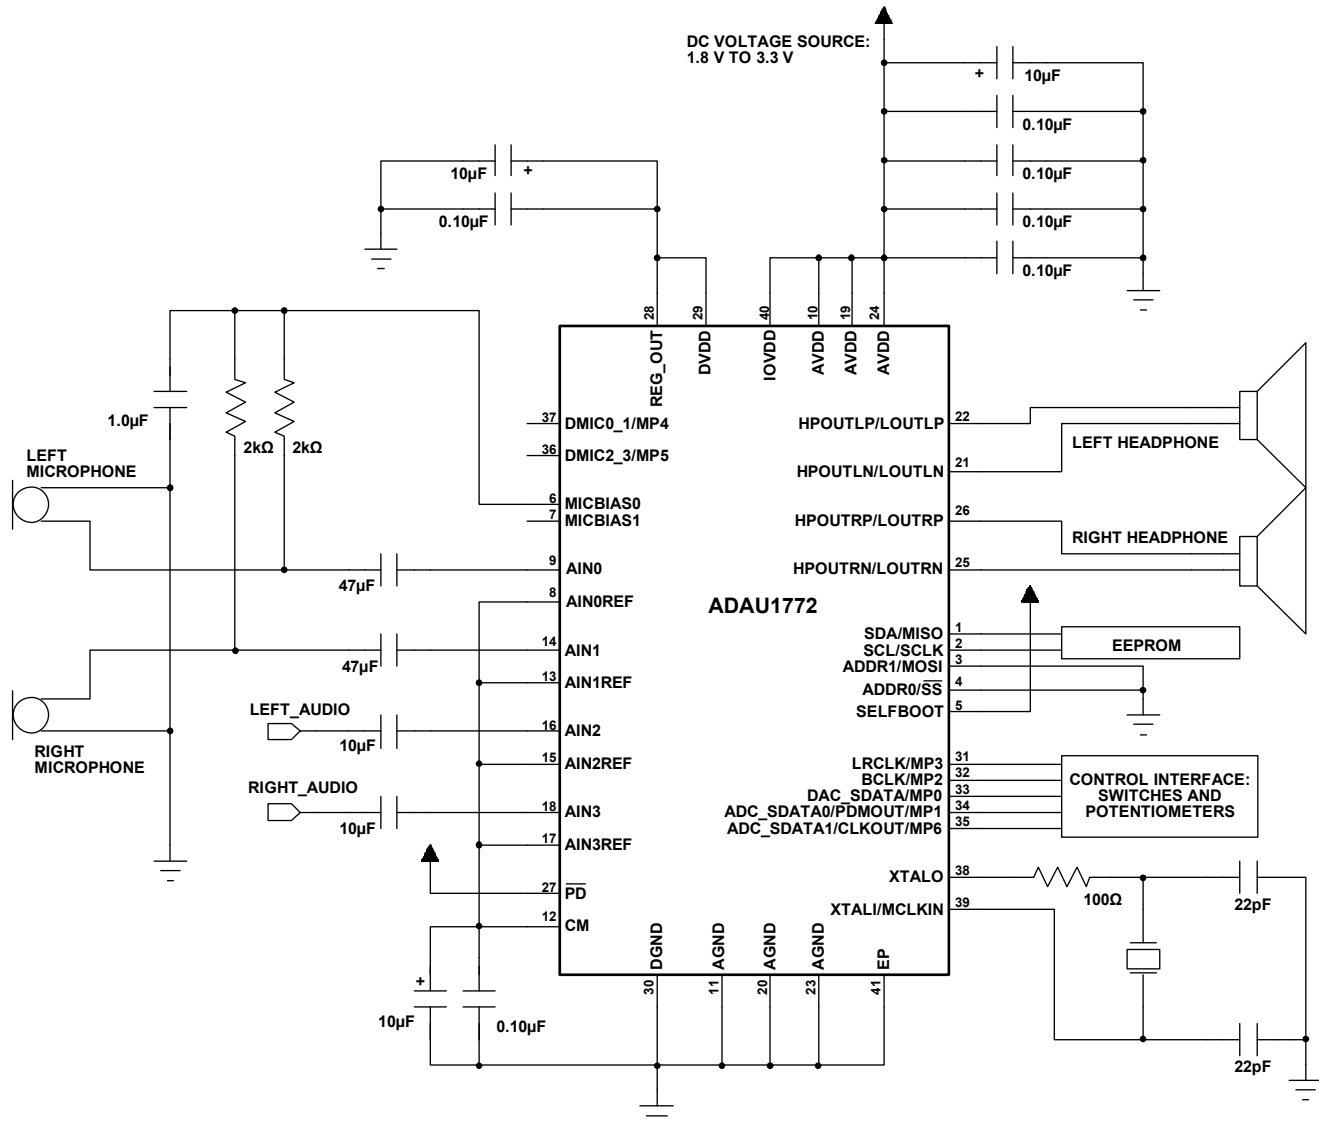 DC VOLTAGE SOURCE:
1.8 V TO 3.3 V
+
10µF
0.10µF
0.10µF
0.10µF
0.10µF
10µF
+
0.10µF
28
29
40
10
19
24
REG_OUT
DVDD
IOVDD
AVDD
AVDD
AVDD
1.0µF
2kΩ
2kΩ
LEFT
MICROPHONE
RIGHT
MICROPHONE
47µF
47µF
LEFT_AUDIO
10µF
RIGHT_AUDIO
10µF
37
DMIC0_1/MP4
36
DMIC2_3/MP5
6
MICBIAS0
7
MICBIAS1
9
AIN0
8
AIN0REF
14
AIN1
13
AIN1REF
16
AIN2
15
AIN2REF
18
AIN3
17
AIN3REF
27
PD
12
CM
+
10µF
0.10µF
ADAU1772
HPOUTLP/LOUTLP
22
HPOUTLN/LOUTLN
21
HPOUTRP/LOUTRP
26
HPOUTRN/LOUTRN
25
LEFT HEADPHONE
RIGHT HEADPHONE
SDA/MISO
1
SCL/SCLK
2
ADDR1/MOSI
3
ADDR0/SS
4
SELFBOOT
5
EEPROM
LRCLK/MP3
31
BCLK/MP2
32
DAC_SDATA/MP0
33
ADC_SDATA0/PDMOUT/MP1
34
ADC_SDATA1/CLKOUT/MP6
35
CONTROL INTERFACE:
SWITCHES AND
POTENTIOMETERS
XTALO
38
XTALI/MCLKIN
39
100Ω
22pF
22pF
DGND
AGND
AGND
AGND
EP
30
11
20
23
41